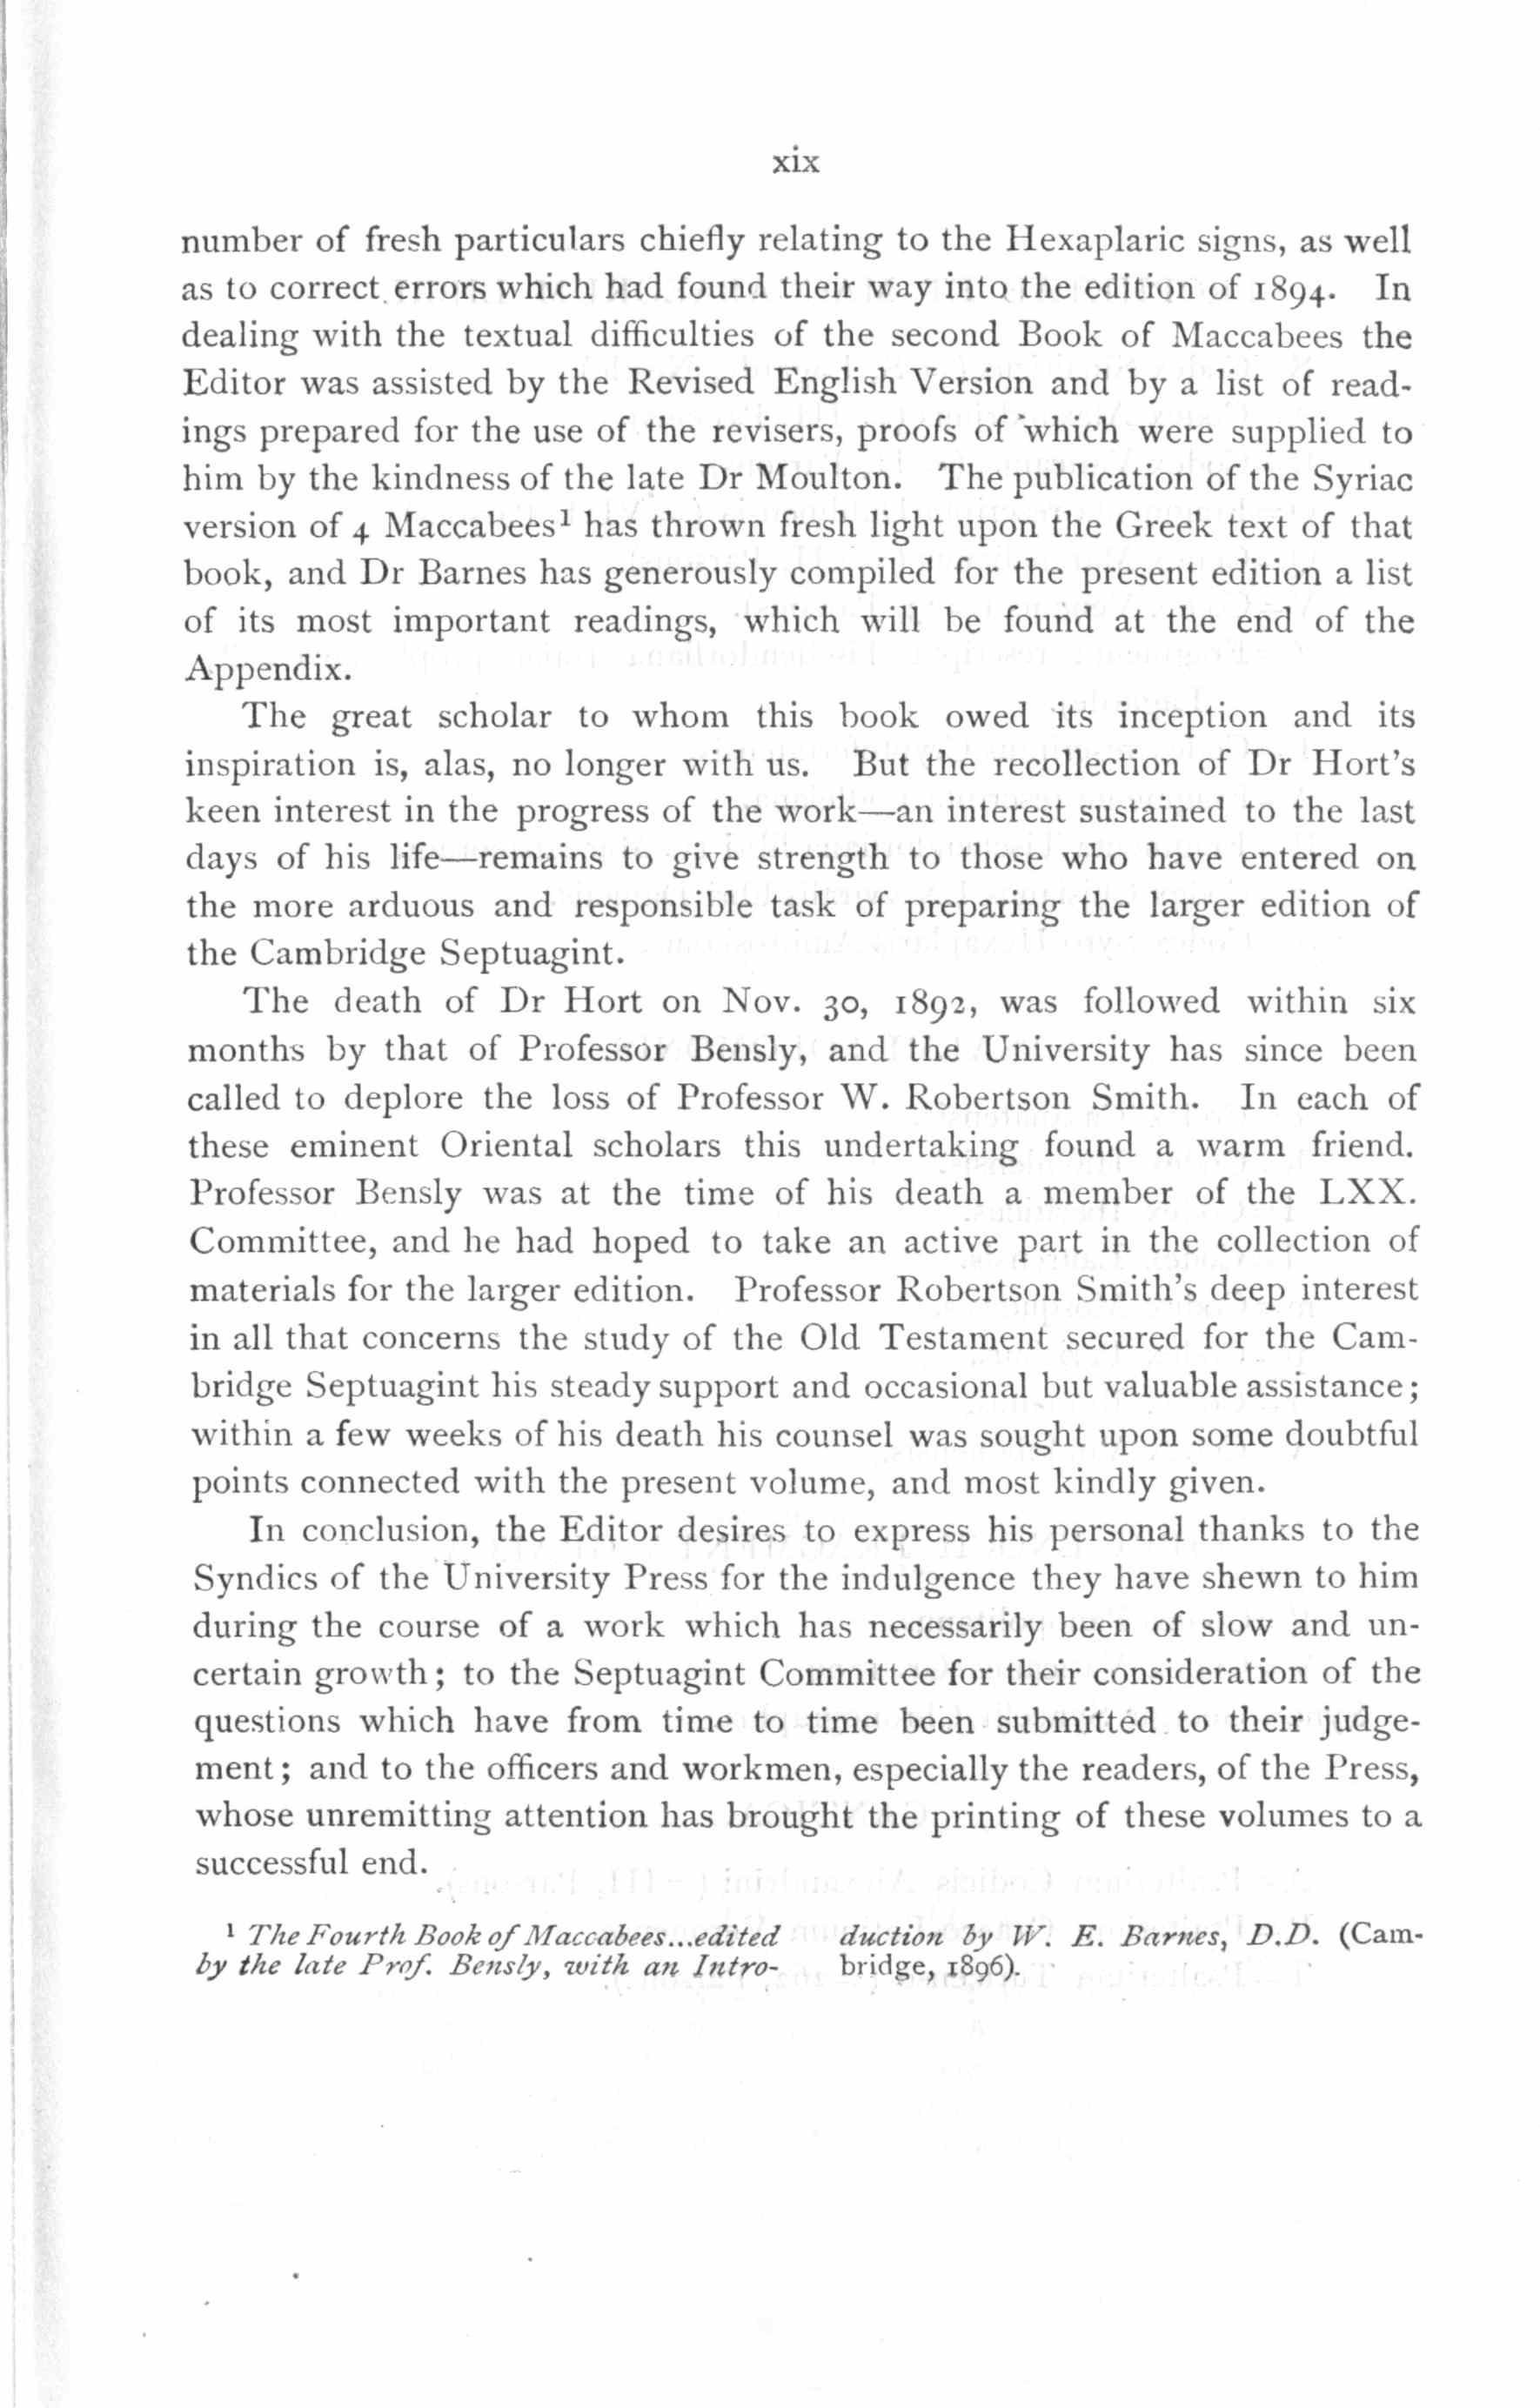 xix
number of fresh particulars chiefly relating to the Hexaplaric signs, as well
as to correct errors which had found their way into the edition of 1894. In
dealing with the textual difficulties of the second Book of Maccabees the
Editor was assisted by the Revised English Version and by a list of read-
ings prepared for the use of the revisers, proofs of which were supplied to
him by the kindness of the late Dr Moulton. The publication of the Syriac
version of 4 Maccabees¹ has thrown fresh light upon the Greek text of that
book, and Dr Barnes has generously compiled for the present edition a list
of its most important readings, which will be found at the end of the
Appendix.
The great scholar to whom this book owed its inception and its
inspiration is, alas, no longer with us. But the recollection of Dr Hort's
keen interest in the progress of the work—an interest sustained to the last
days of his life—remains to give strength to those who have entered on
the more arduous and responsible task of preparing the larger edition of
the Cambridge Septuagint.
The death of Dr Hort on Nov. 30, 1892, was followed within six
months by that of Professor Bensly, and the University has since been
called to deplore the loss of Professor W. Robertson Smith. In each of
these eminent Oriental scholars this undertaking found a warm friend.
Professor Bensly was at the time of his death a member of the LXX.
Committee, and he had hoped to take an active part in the collection of
materials for the larger edition. Professor Robertson Smith's deep interest
in all that concerns the study of the Old Testament secured for the Cam-
bridge Septuagint his steady support and occasional but valuable assistance;
within a few weeks of his death his counsel was sought upon some doubtful
points connected with the present volume, and most kindly given.
In conclusion, the Editor desires to express his personal thanks to the
Syndics of the University Press for the indulgence they have shewn to him
during the course of a work which has necessarily been of slow and un-
certain growth; to the Septuagint Committee for their consideration of the
questions which have from time to time been submitted to their judge-
ment; and to the officers and workmen, especially the readers, of the Press,
whose unremitting attention has brought the printing of these volumes to a
successful end.
¹ The Fourth Book of Maccabees...edited
by the late Prof. Bensly, with an Intro-
duction by W. E. Barnes, D.D. (Cam-
bridge, 1896).